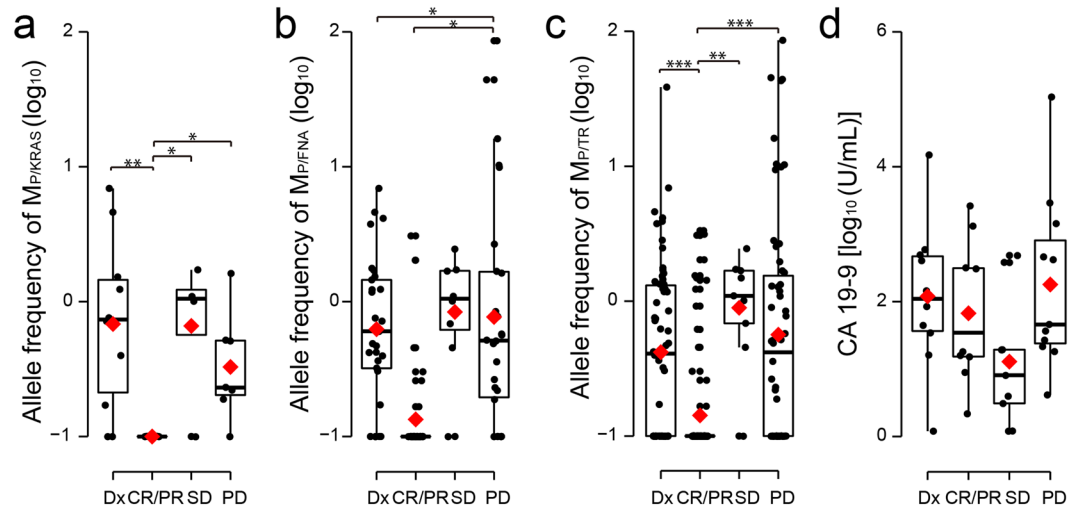 a
Allele frequency of MP/KRAS (log10)
2
1
0
−1
**
*
*
Dx CR/PR SD PD
b
Allele frequency of MP/FNA (log10)
2
1
0
−1
*
*
Dx CR/PR SD PD
c
Allele frequency of MP/TR (log10)
2
1
0
−1
***
**
***
Dx CR/PR SD PD
d
CA 19-9 [log10 (U/mL)]
6
4
2
0
Dx CR/PR SD PD